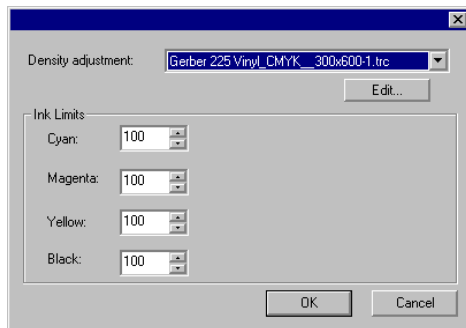 Density adjustment: Gerber 225 Vinyl_CMYK__300x600-1.trc
Edit...
Ink Limits
Cyan: 100
Magenta: 100
Yellow: 100
Black: 100
OK Cancel